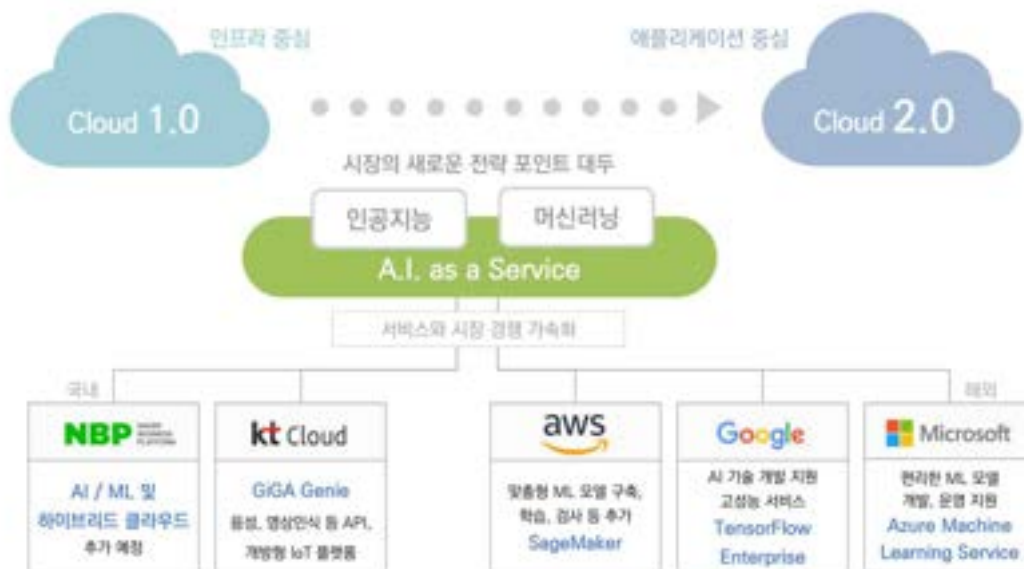 인프라 중심
애플리케이션 중심
Cloud 1.0
Cloud 2.0
시장의 새로운 전략 포인트 대두
인공지능
머신러닝
A.I. as a Service
서비스와 시장 경쟁 가속화
국내
해외
NBP
kt Cloud
aws
Google
Microsoft
AI / ML 및
하이브리드 클라우드
추가 예정
GiGA Genie
음성, 영상인식 등 API,
개방형 IoT 플랫폼
맞춤형 ML 모델 구축,
학습, 검사 등 추가
SageMaker
AI 기술 개발 지원
고성능 서비스
TensorFlow
Enterprise
편리한 ML 모델
개발, 운영 지원
Azure Machine
Learning Service